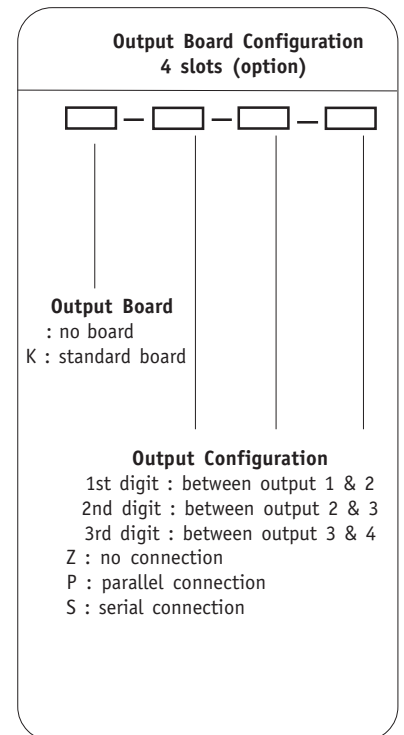 Output Board Configuration
4 slots (option)
Output Board
: no board
K : standard board
Output Configuration
1st digit : between output 1 & 2
2nd digit : between output 2 & 3
3rd digit : between output 3 & 4
Z : no connection
P : parallel connection
S : serial connection